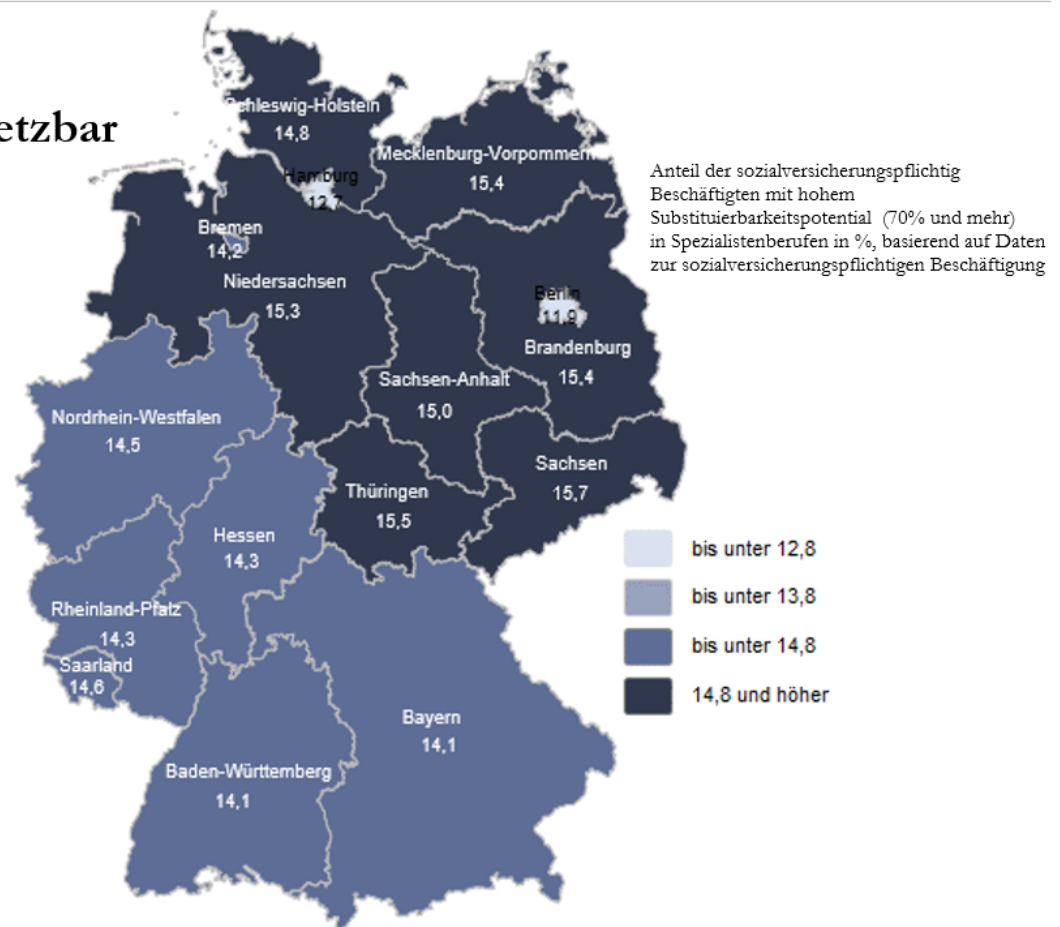 etzbar
Schleswig-Holstein
14,8
Mecklenburg-Vorpommern
15,4
Hamburg
12,7
Bremen
14,2
Niedersachsen
15,3
Berlin
11,9
Brandenburg
15,4
Sachsen-Anhalt
15,0
Nordrhein-Westfalen
14,5
Sachsen
15,7
Thüringen
15,5
Hessen
14,3
Rheinland-Pfalz
14,3
Saarland
14,6
Bayern
14,1
Baden-Württemberg
14,1
Anteil der sozialversicherungspflichtig
Beschäftigten mit hohem
Substituierbarkeitspotential (70% und mehr)
in Spezialistenberufen in %, basierend auf Daten
zur sozialversicherungspflichtigen Beschäftigung
bis unter 12,8
bis unter 13,8
bis unter 14,8
14,8 und höher